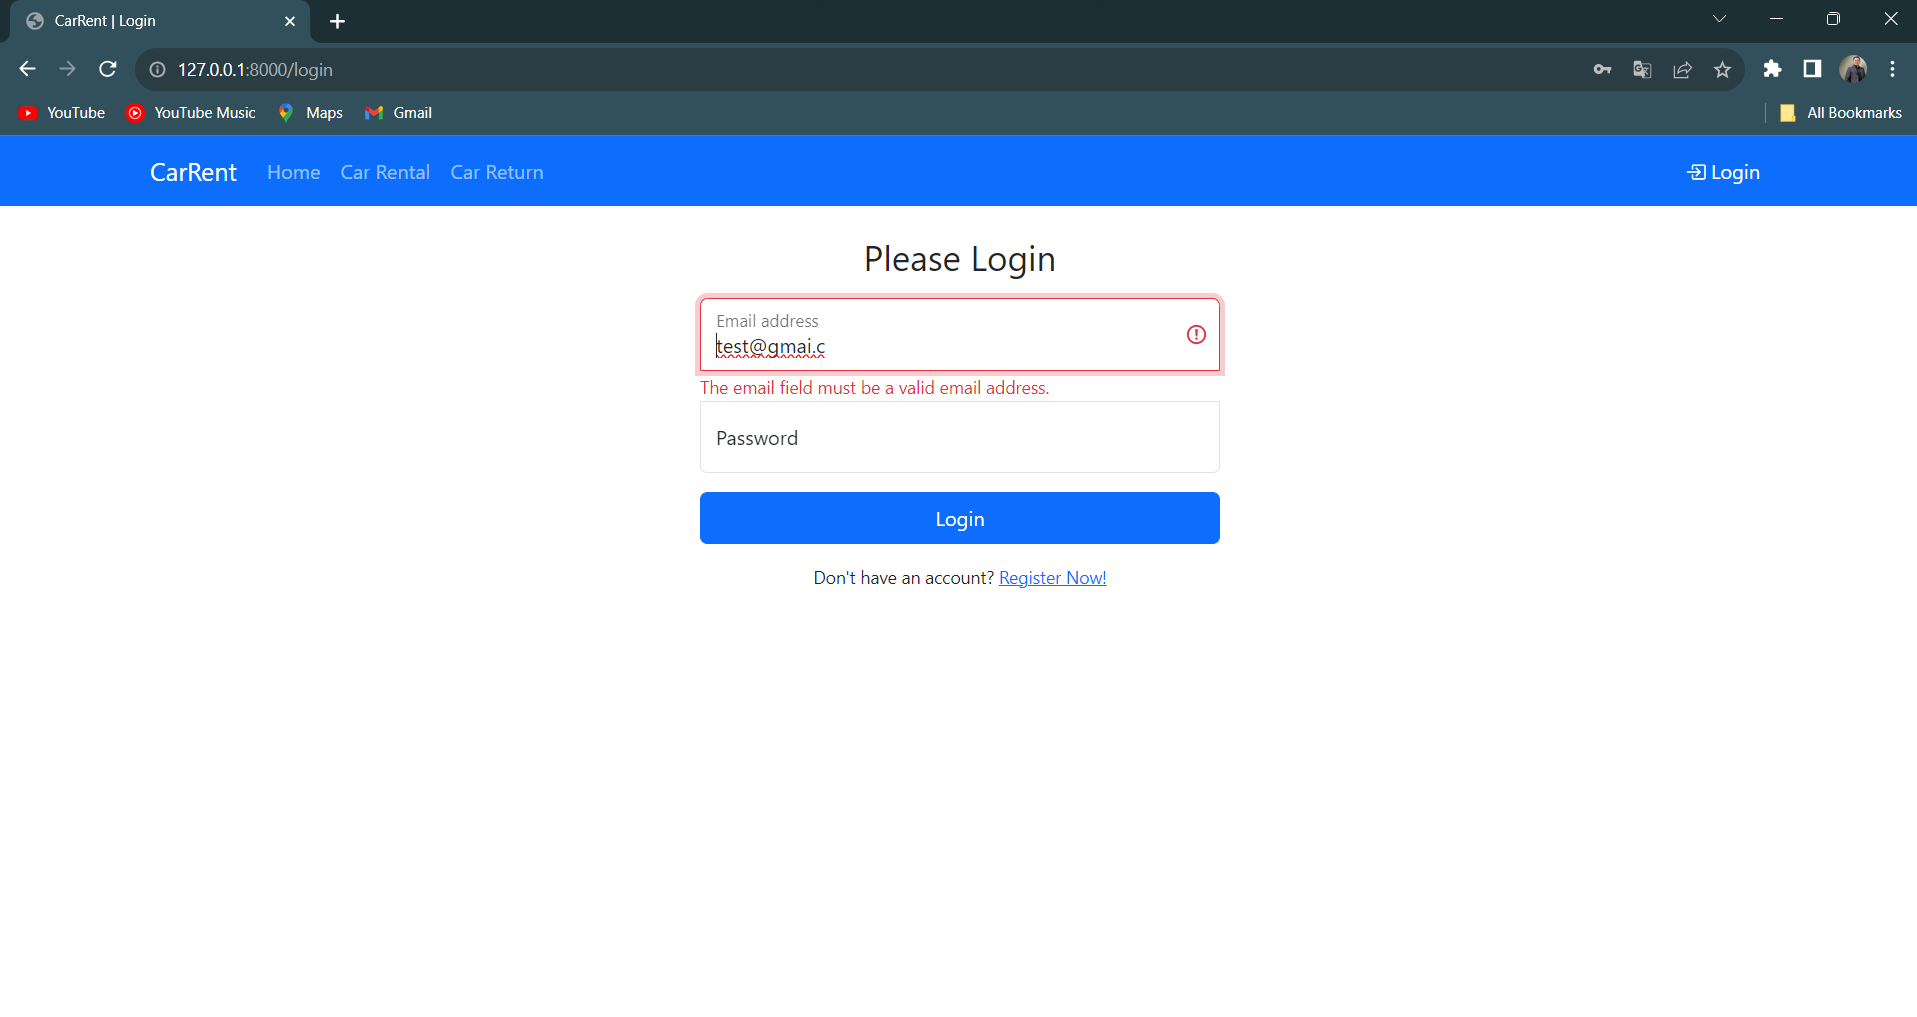 CarRent | Login
127.0.0.1:8000/login
YouTube YouTube Music Maps Gmail All Bookmarks
CarRent Home Car Rental Car Return Login
Please Login
Email address
test@gmai.c
The email field must be a valid email address.
Password
Login
Don't have an account? Register Now!